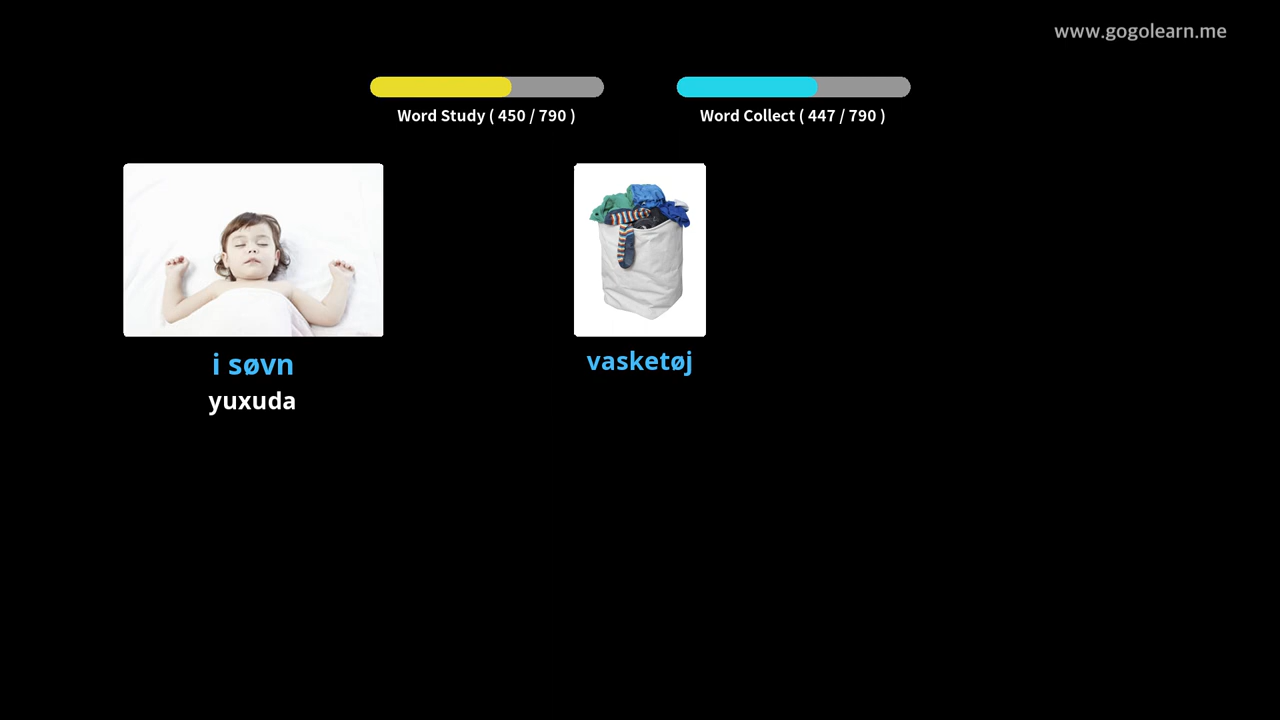 www.gogolearn.me
Word Study ( 450 / 790 )
Word Collect ( 447 / 790 )
i søvn
yuxuda
vasketøj